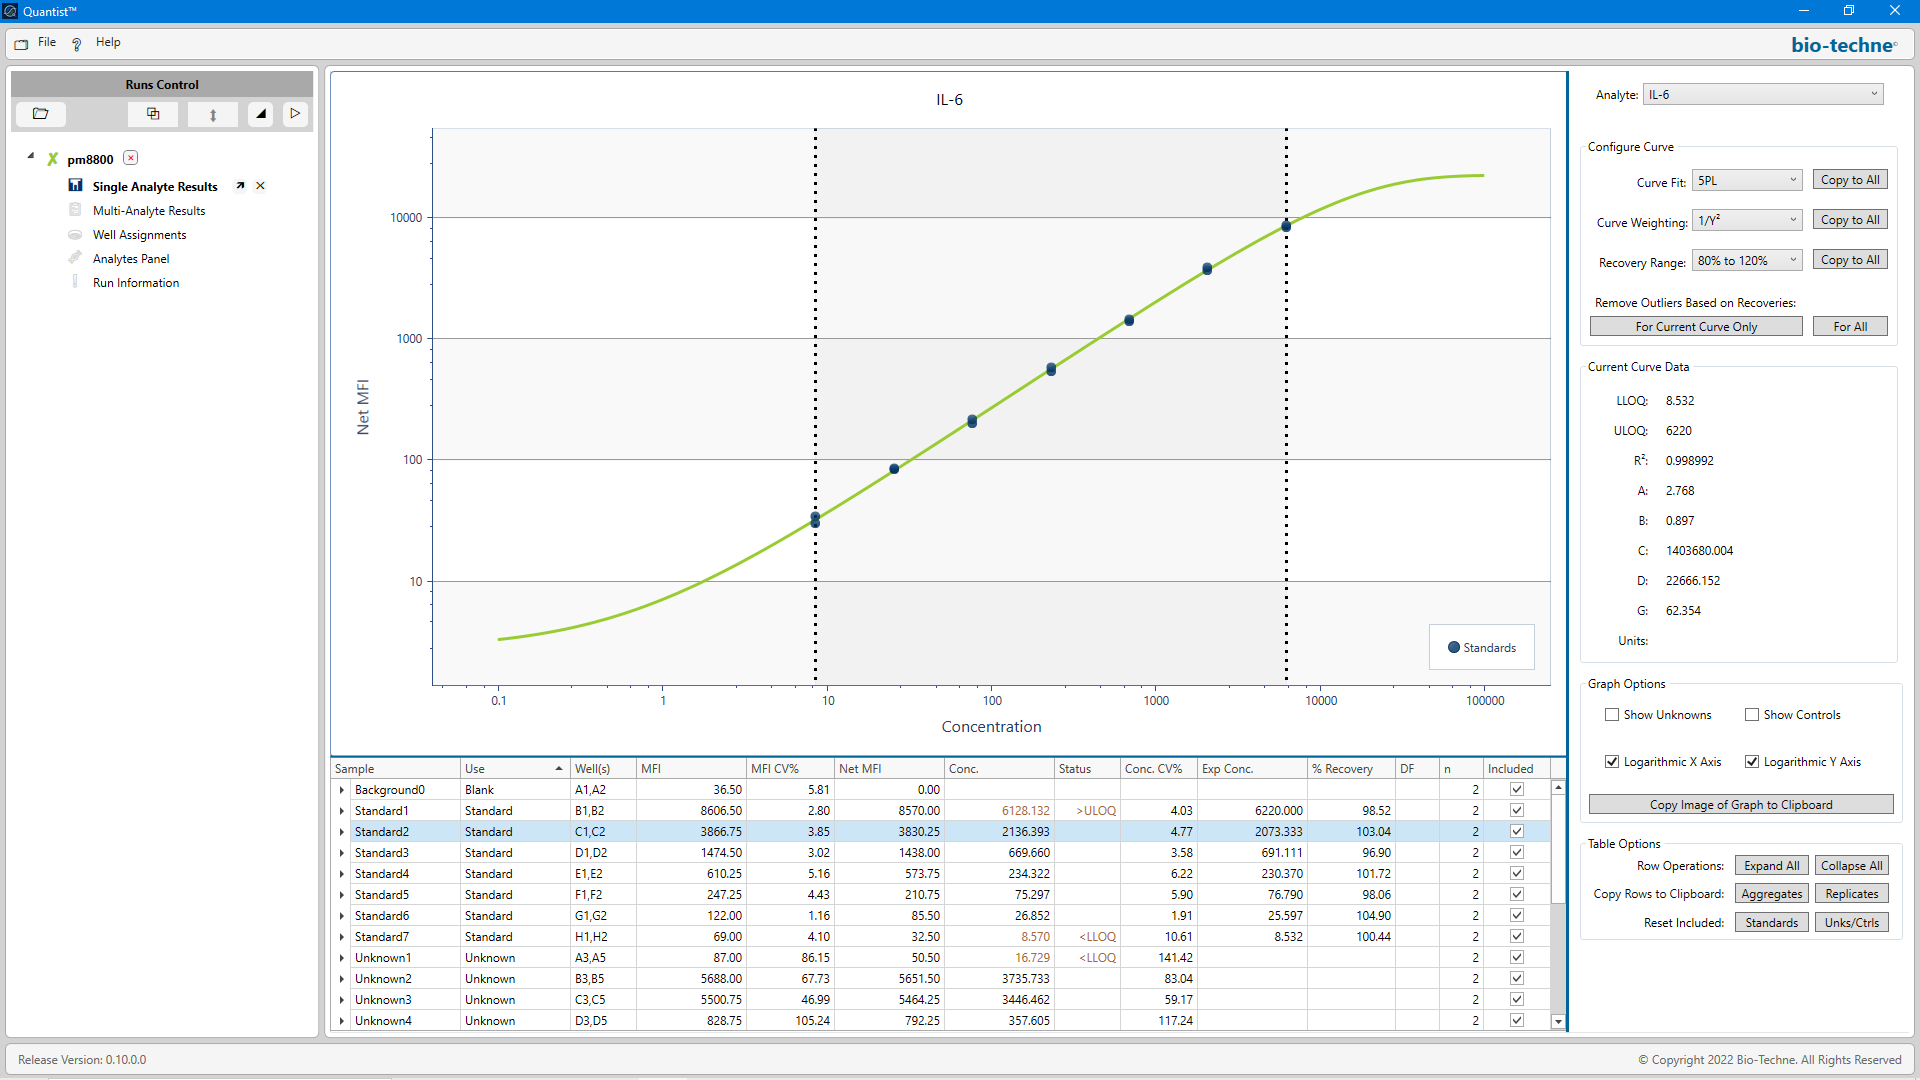 Quantist™
File
Help
bio-techne
Runs Control
pm8800
Single Analyte Results
Multi-Analyte Results
Well Assignments
Analytes Panel
Run Information
IL-6
Net MFI
10000
1000
100
10
0.1 1 10 100 1000 10000 100000
Concentration
Standards
Sample Use Well(s) MFI MFI CV% Net MFI Conc. Status Conc. CV% Exp Conc. % Recovery DF n Included
Background0 Blank A1,A2 36.50 5.81 0.00 2
Standard1 Standard B1,B2 8606.50 2.80 8570.00 6128.132 >ULOQ 4.03 6220.000 98.52 2
Standard2 Standard C1,C2 3866.75 3.85 3830.25 2136.393 4.77 2073.333 103.04 2
Standard3 Standard D1,D2 1474.50 3.02 1438.00 669.660 3.58 691.111 96.90 2
Standard4 Standard E1,E2 610.25 5.16 573.75 234.322 6.22 230.370 101.72 2
Standard5 Standard F1,F2 247.25 4.43 210.75 75.297 5.90 76.790 98.06 2
Standard6 Standard G1,G2 122.00 1.16 85.50 26.852 1.91 25.597 104.90 2
Standard7 Standard H1,H2 69.00 4.10 32.50 8.570 <LLOQ 10.61 8.532 100.44 2
Unknown1 Unknown A3,A5 87.00 86.15 50.50 16.729 <LLOQ 141.42 2
Unknown2 Unknown B3,B5 5688.00 67.73 5651.50 3735.733 83.04 2
Unknown3 Unknown C3,C5 5500.75 46.99 5464.25 3446.462 59.17 2
Unknown4 Unknown D3,D5 828.75 105.24 792.25 357.605 117.24 2
Analyte: IL-6
Configure Curve
Curve Fit: 5PL Copy to All
Curve Weighting: 1/Y² Copy to All
Recovery Range: 80% to 120% Copy to All
Remove Outliers Based on Recoveries:
For Current Curve Only For All
Current Curve Data
LLOQ: 8.532
ULOQ: 6220
R²: 0.998992
A: 2.768
B: 0.897
C: 1403680.004
D: 22666.152
G: 62.354
Units:
Graph Options
Show Unknowns Show Controls
Logarithmic X Axis Logarithmic Y Axis
Copy Image of Graph to Clipboard
Table Options
Row Operations: Expand All Collapse All
Copy Rows to Clipboard: Aggregates Replicates
Reset Included: Standards Unks/Ctrls
Release Version: 0.10.0.0
© Copyright 2022 Bio-Techne. All Rights Reserved